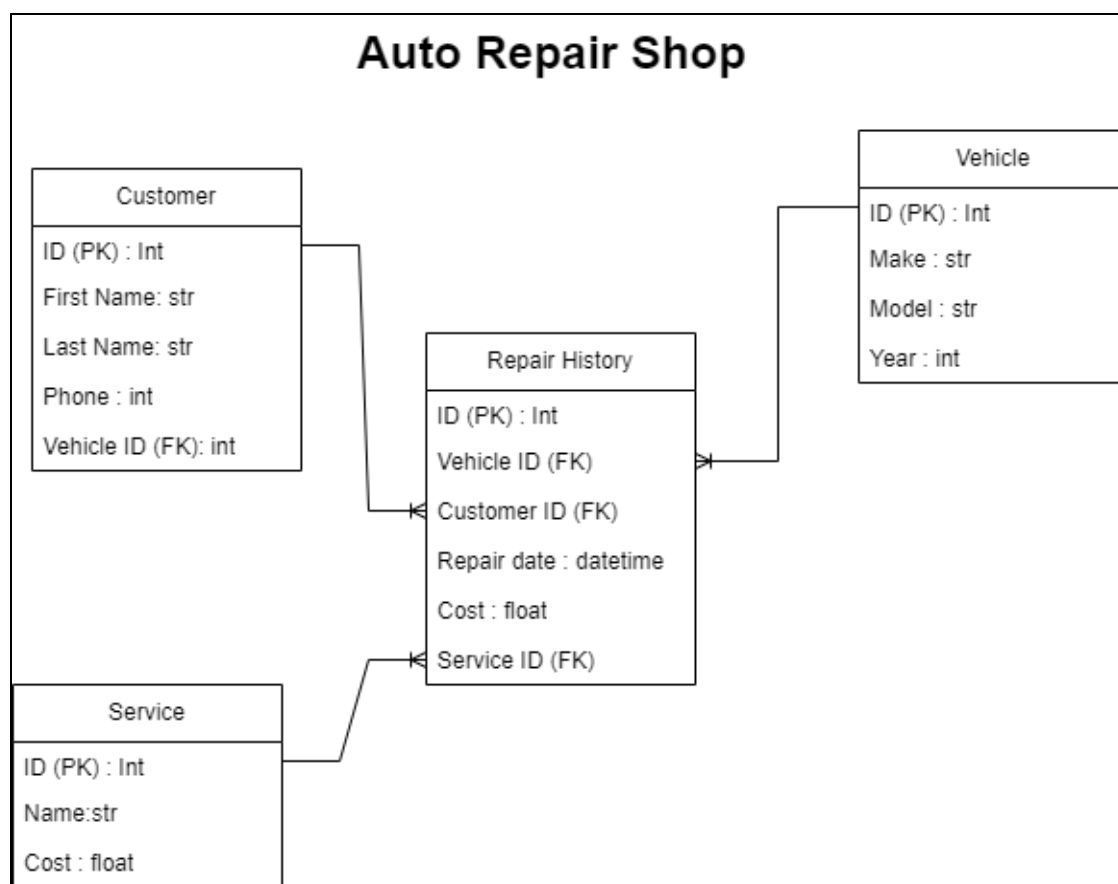 Auto Repair Shop
Customer
ID (PK) : Int
First Name: str
Last Name: str
Phone : int
Vehicle ID (FK): int
Vehicle
ID (PK) : Int
Make : str
Model : str
Year : int
Repair History
ID (PK) : Int
Vehicle ID (FK)
Customer ID (FK)
Repair date : datetime
Cost : float
Service ID (FK)
Service
ID (PK) : Int
Name:str
Cost : float